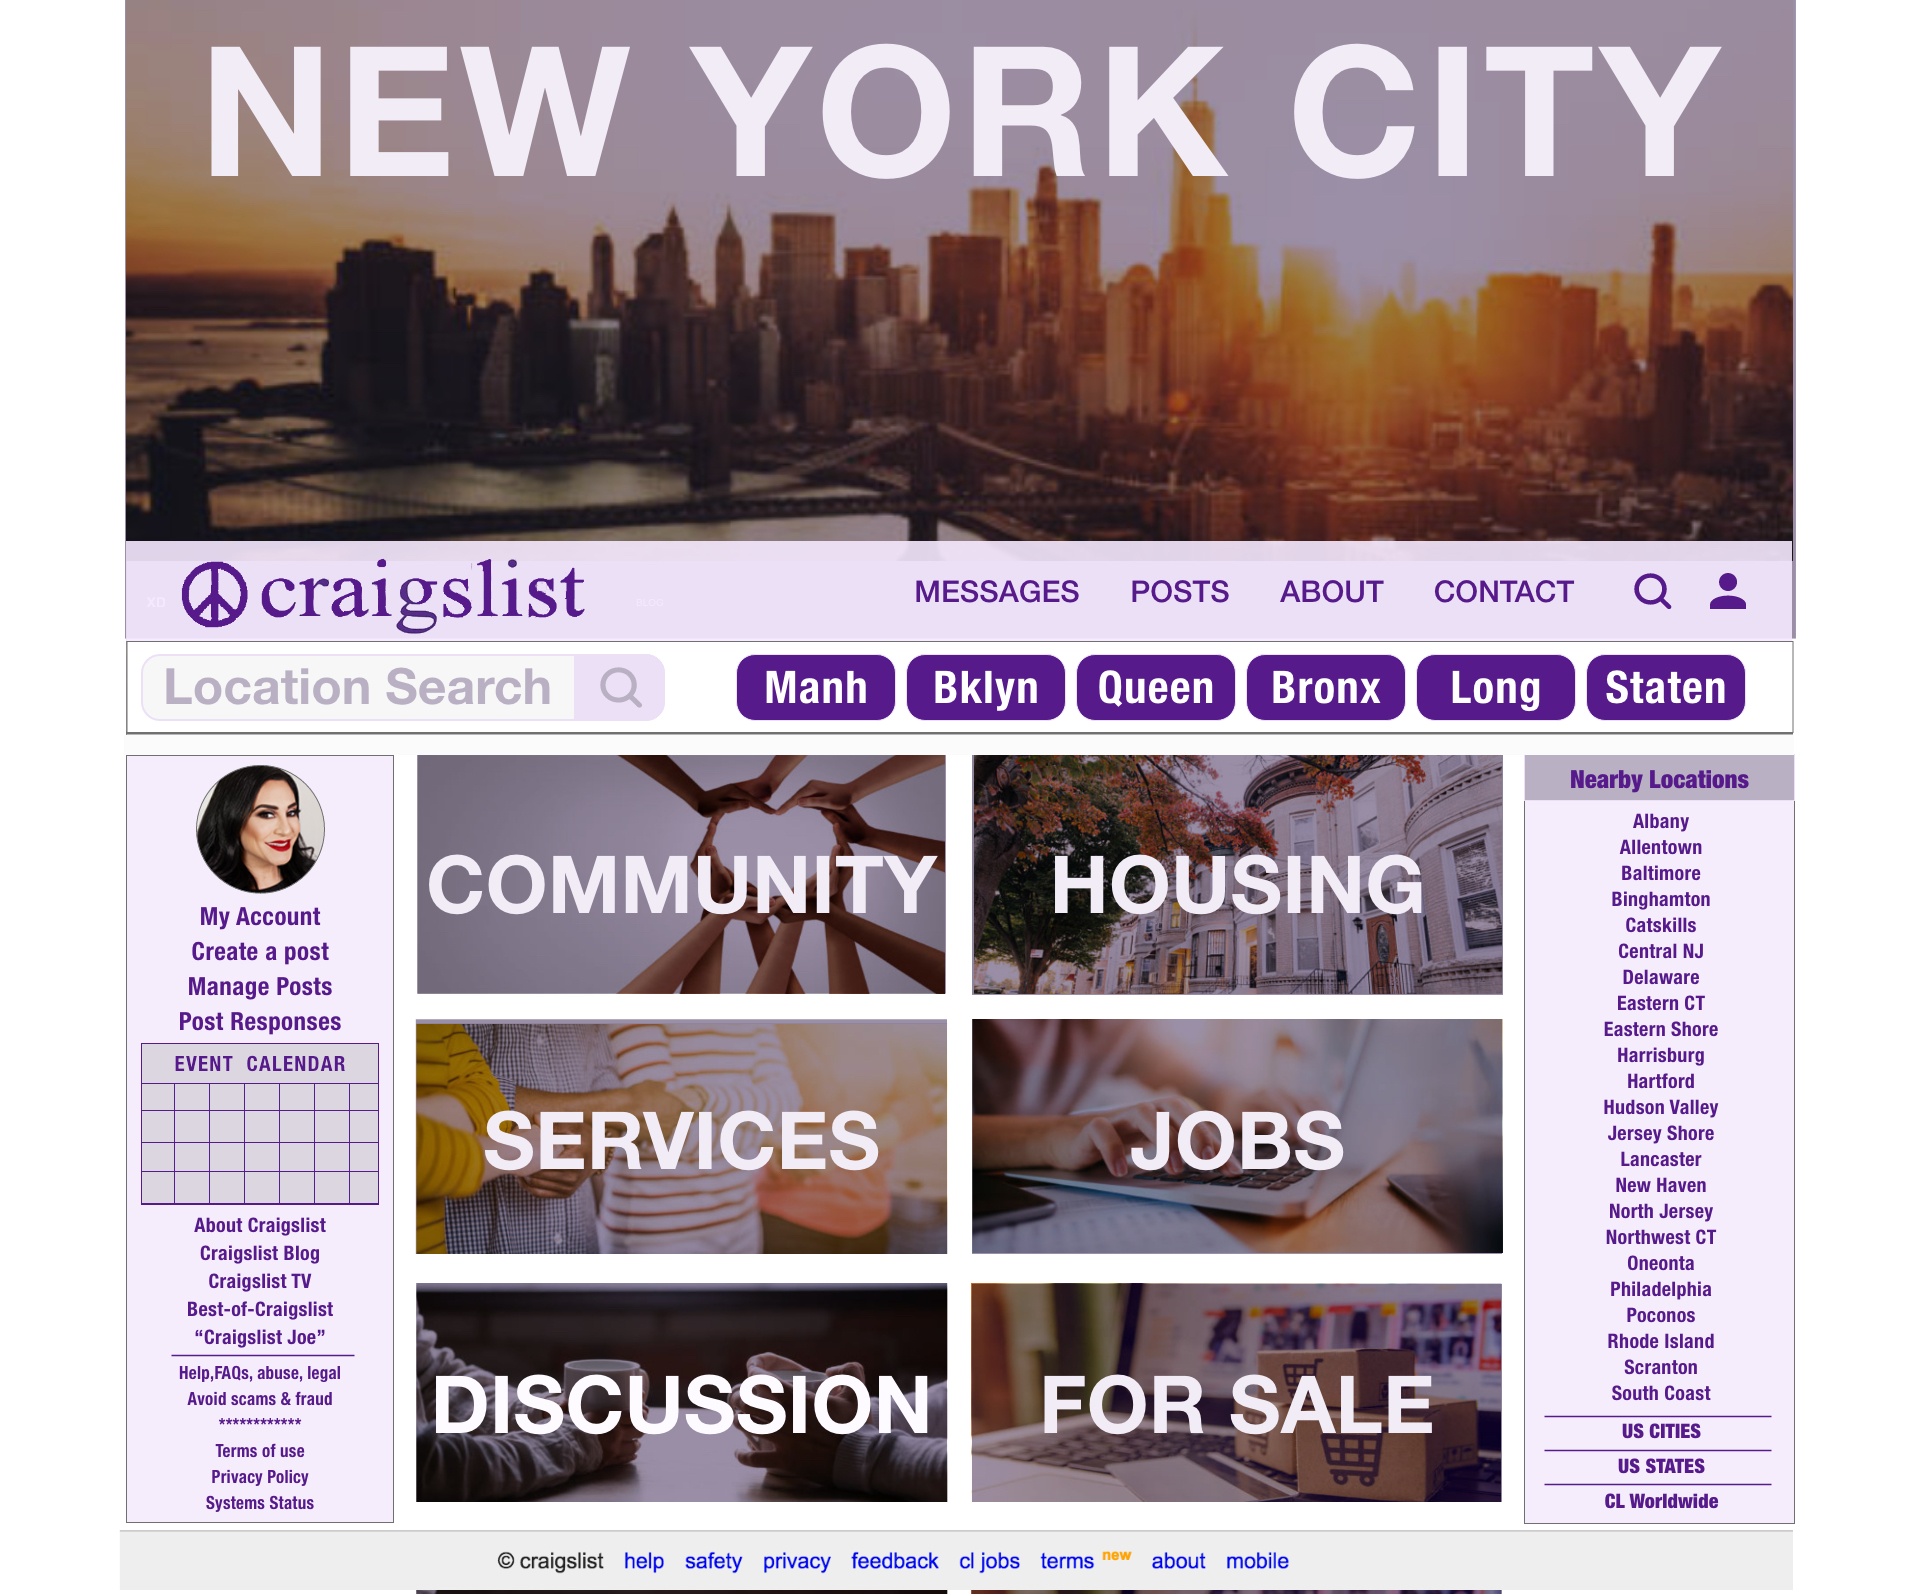 NEW YORK CITY
craigslist
MESSAGES POSTS ABOUT CONTACT
XD
BLOG
Location Search
Manh Bklyn Queen Bronx Long Staten
My Account
Create a post
Manage Posts
Post Responses
EVENT CALENDAR
About Craigslist
Craigslist Blog
Craigslist TV
Best-of-Craigslist
“Craigslist Joe”
Help,FAQs, abuse, legal
Avoid scams & fraud
************
Terms of use
Privacy Policy
Systems Status
COMMUNITY
HOUSING
SERVICES
JOBS
DISCUSSION
FOR SALE
Nearby Locations
Albany
Allentown
Baltimore
Binghamton
Catskills
Central NJ
Delaware
Eastern CT
Eastern Shore
Harrisburg
Hartford
Hudson Valley
Jersey Shore
Lancaster
New Haven
North Jersey
Northwest CT
Oneonta
Philadelphia
Poconos
Rhode Island
Scranton
South Coast
US CITIES
US STATES
CL Worldwide
© craigslist help safety privacy feedback cl jobs terms new about mobile